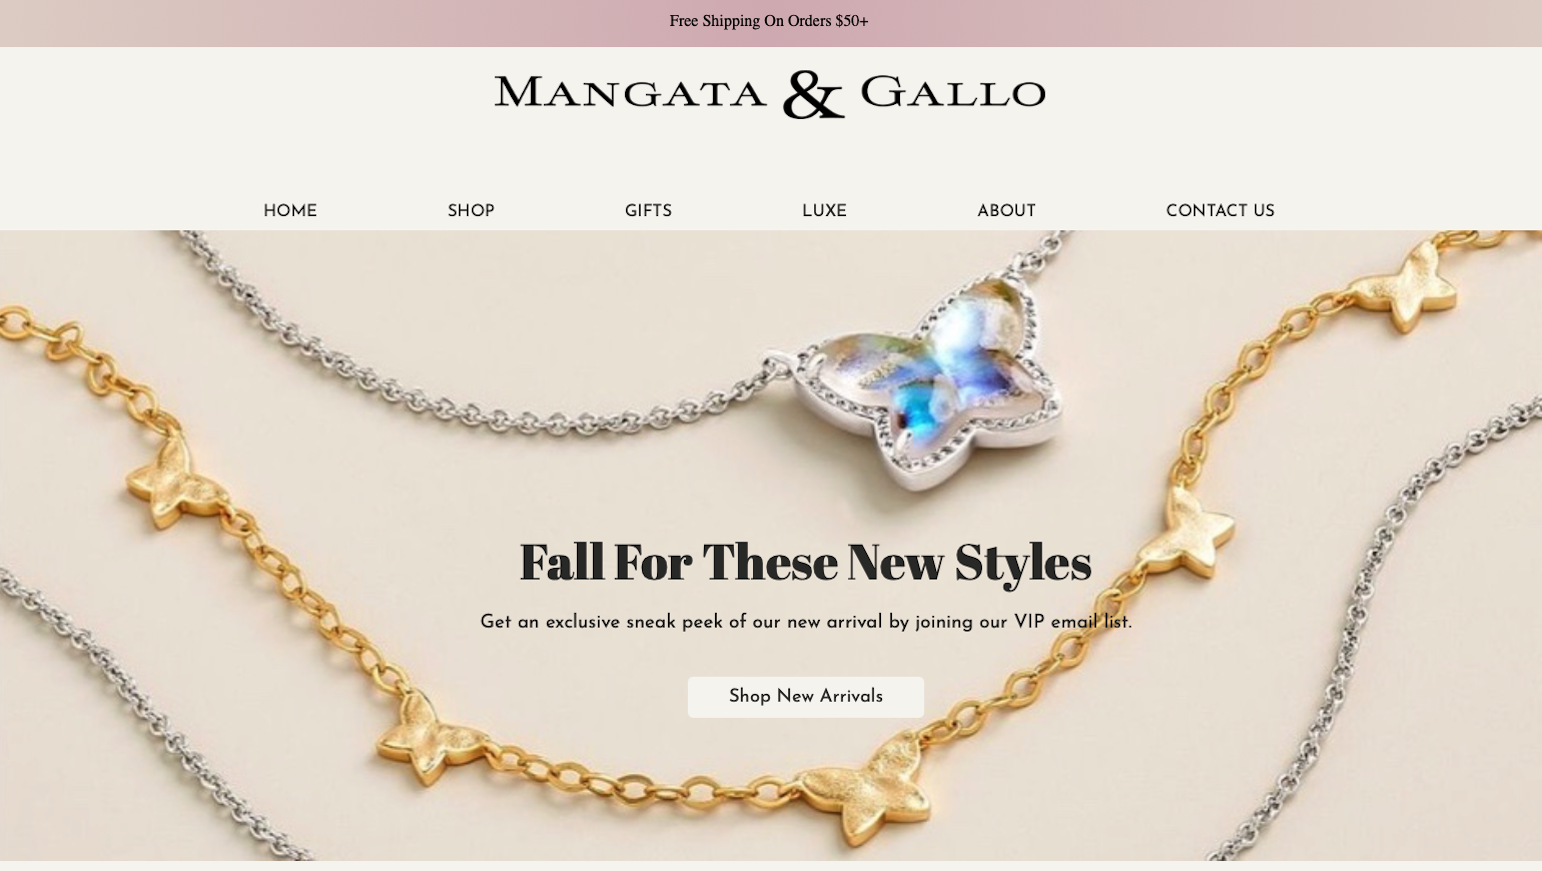 Free Shipping On Orders $50+
MANGATA & GALLO
HOME SHOP GIFTS LUXE ABOUT CONTACT US
Fall For These New Styles
Get an exclusive sneak peek of our new arrival by joining our VIP email list.
Shop New Arrivals